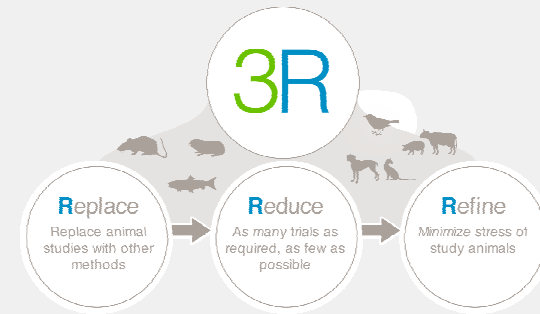 3R
Replace
Replace animal
studies with other
methods
Reduce
As many trials as
required, as few as
possible
Refine
Minimize stress of
study animals